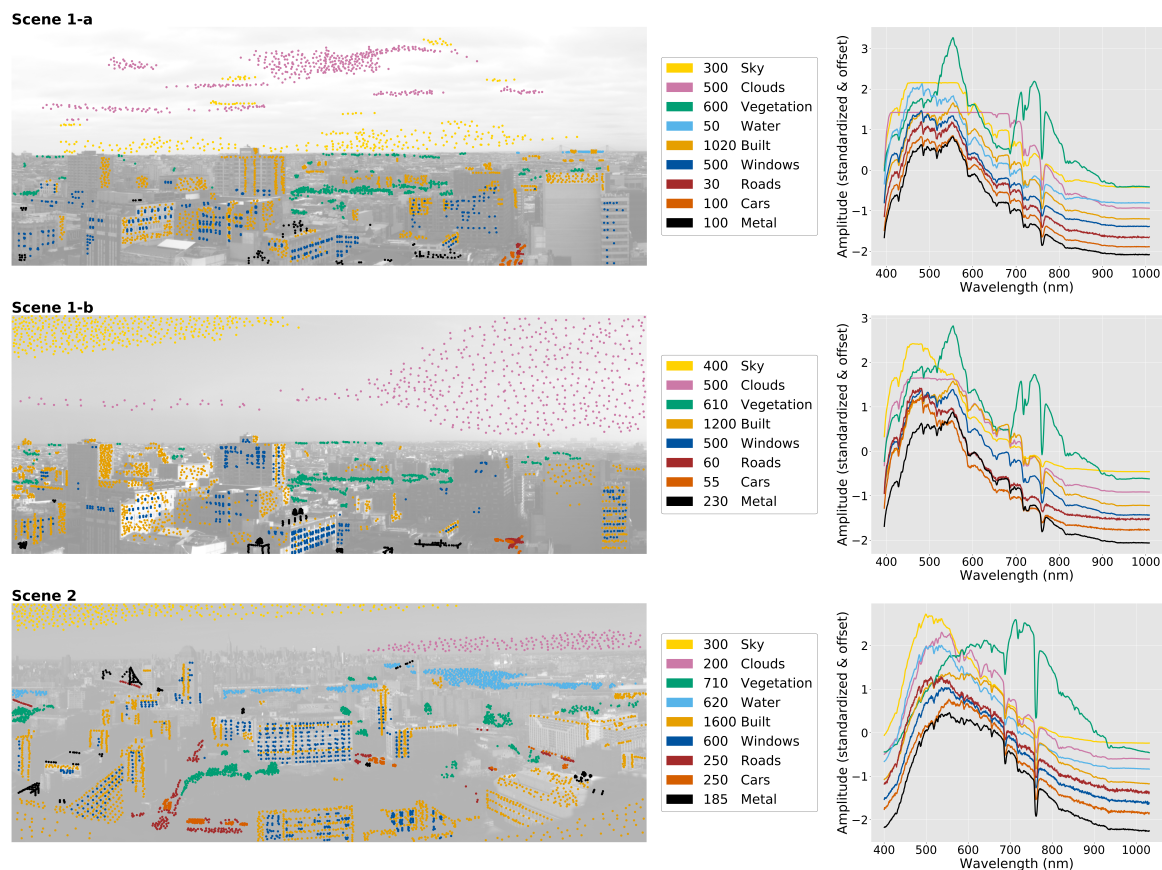 Scene 1-a
300 Sky
500 Clouds
600 Vegetation
50 Water
1020 Built
500 Windows
30 Roads
100 Cars
100 Metal
Amplitude (standardized & offset)
3
2
1
0
−1
−2
400 500 600 700 800 900 1000
Wavelength (nm)
Scene 1-b
400 Sky
500 Clouds
610 Vegetation
1200 Built
500 Windows
60 Roads
55 Cars
230 Metal
Amplitude (standardized & offset)
3
2
1
0
−1
−2
400 500 600 700 800 900 1000
Wavelength (nm)
Scene 2
300 Sky
200 Clouds
710 Vegetation
620 Water
1600 Built
600 Windows
250 Roads
250 Cars
185 Metal
Amplitude (standardized & offset)
2
1
0
−1
−2
400 500 600 700 800 900 1000
Wavelength (nm)